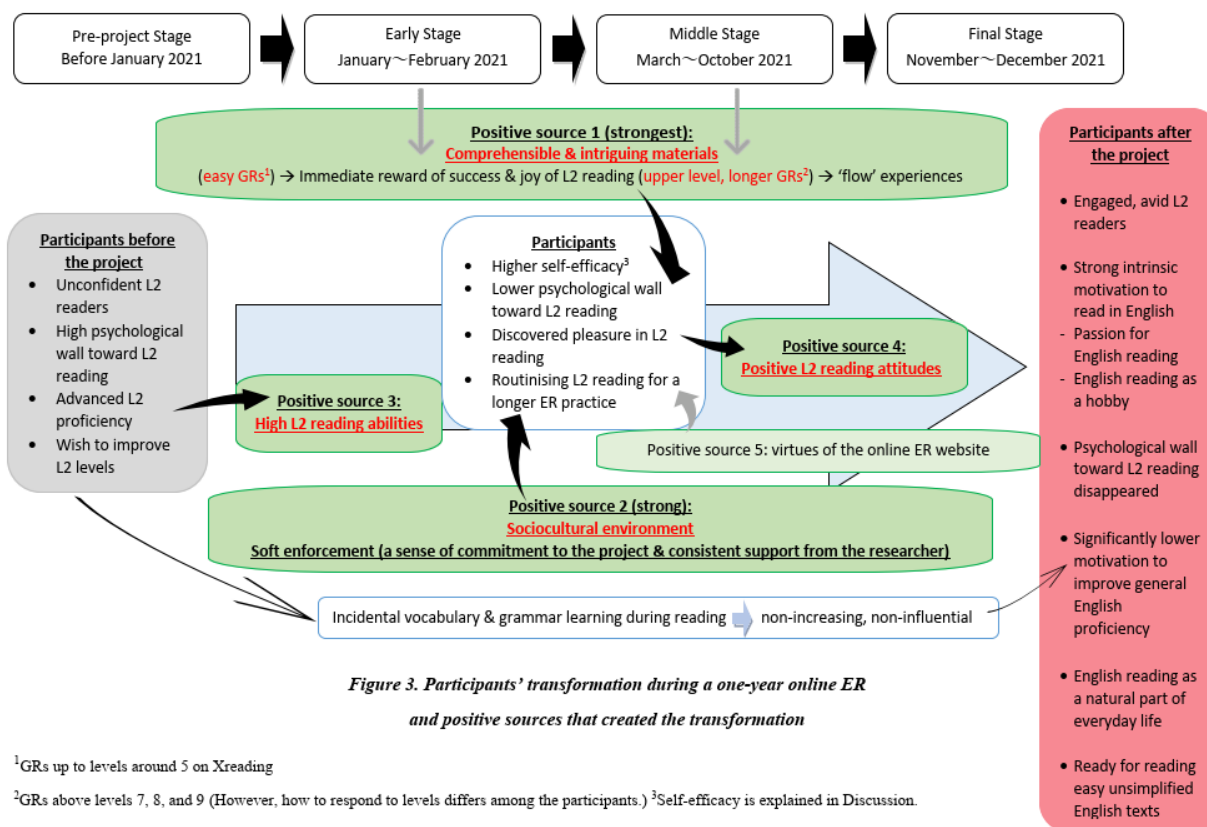 Pre-project Stage
Before January 2021
Early Stage
January～February 2021
Middle Stage
March～October 2021
Final Stage
November～December 2021
Positive source 1 (strongest):
Comprehensible & intriguing materials
(easy GRs¹) → Immediate reward of success & joy of L2 reading (upper level, longer GRs²) → ‘flow’ experiences
Participants before
the project
• Unconfident L2
readers
• High psychological
wall toward L2
reading
• Advanced L2
proficiency
• Wish to improve
L2 levels
Positive source 3:
High L2 reading abilities
Participants
• Higher self-efficacy³
• Lower psychological
wall toward L2 reading
• Discovered pleasure in L2
reading
• Routinising L2 reading for a
longer ER practice
Positive source 4:
Positive L2 reading attitudes
Positive source 5: virtues of the online ER website
Positive source 2 (strong):
Sociocultural environment
Soft enforcement (a sense of commitment to the project & consistent support from the researcher)
Incidental vocabulary & grammar learning during reading non-increasing, non-influential
Participants after
the project
• Engaged, avid L2
readers
• Strong intrinsic
motivation to
read in English
- Passion for
English reading
- English reading as
a hobby
• Psychological wall
toward L2 reading
disappeared
• Significantly lower
motivation to
improve general
English
proficiency
• English reading as
a natural part of
everyday life
• Ready for reading
easy unsimplified
English texts
Figure 3. Participants’ transformation during a one-year online ER
and positive sources that created the transformation
¹GRs up to levels around 5 on Xreading
²GRs above levels 7, 8, and 9 (However, how to respond to levels differs among the participants.) ³Self-efficacy is explained in Discussion.